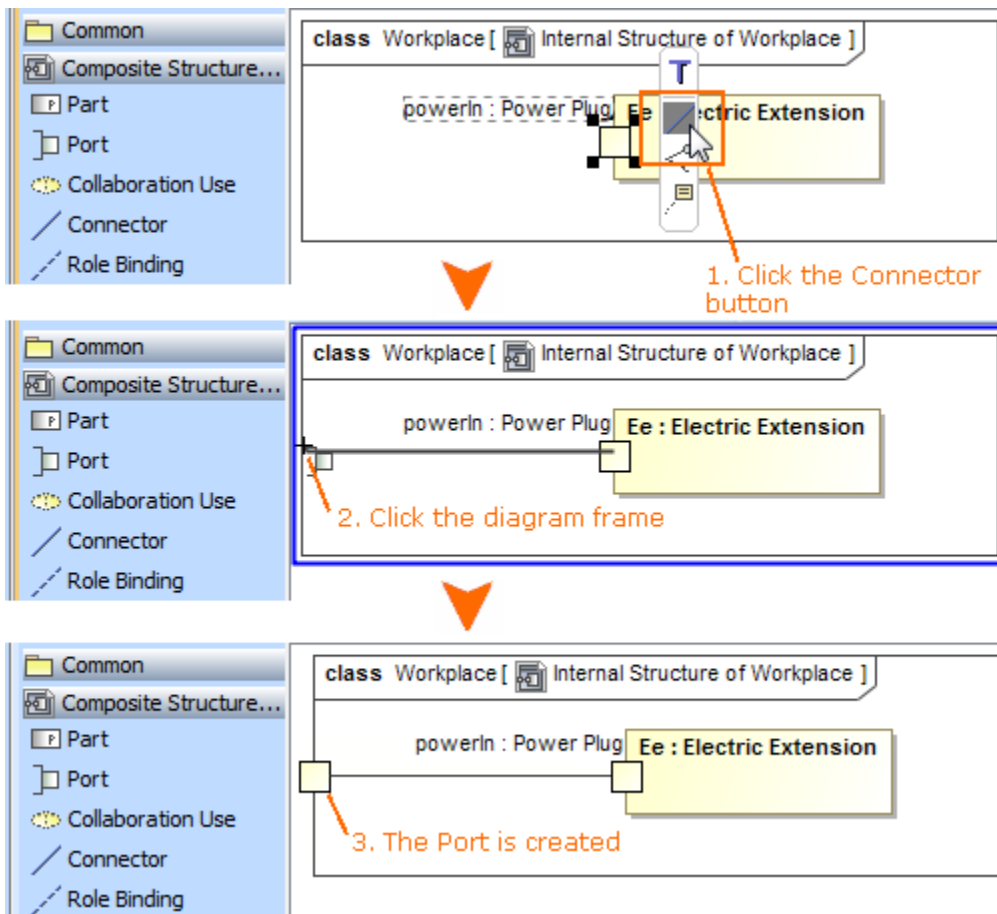 Common
Composite Structure...
Part
Port
Collaboration Use
Connector
Role Binding
class Workplace [ Internal Structure of Workplace ]
T
powerIn : Power Plug
Ee ctric Extension
1. Click the Connector
button
Common
Composite Structure...
Part
Port
Collaboration Use
Connector
Role Binding
class Workplace [ Internal Structure of Workplace ]
powerIn : Power Plug
Ee : Electric Extension
2. Click the diagram frame
Common
Composite Structure...
Part
Port
Collaboration Use
Connector
Role Binding
class Workplace [ Internal Structure of Workplace ]
powerIn : Power Plug
Ee : Electric Extension
3. The Port is created